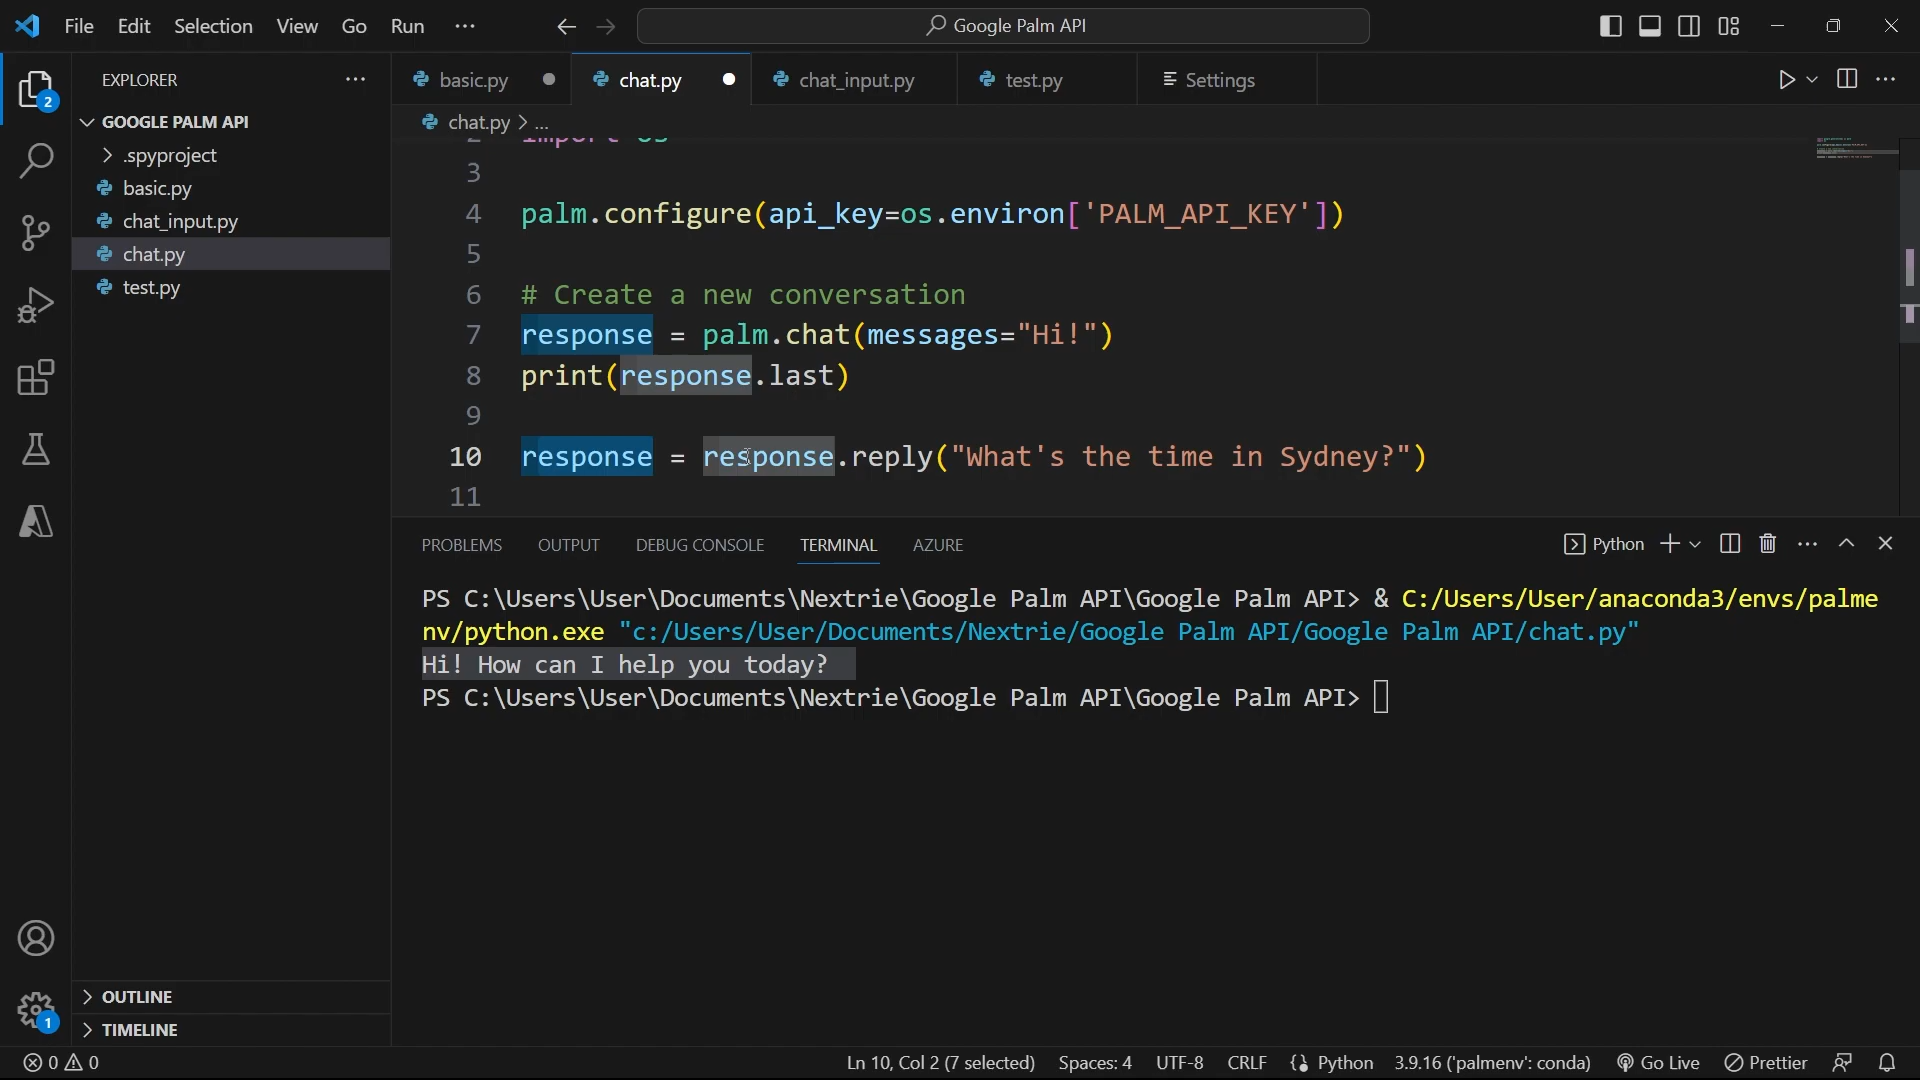 File Edit Selection View Go Run ··· Google Palm API
EXPLORER ···
basic.py chat.py chat_input.py test.py Settings
GOOGLE PALM API
.spyproject
basic.py
chat_input.py
chat.py
test.py
OUTLINE
TIMELINE
chat.py > ...
2 import os
3
4 palm.configure(api_key=os.environ['PALM_API_KEY'])
5
6 # Create a new conversation
7 response = palm.chat(messages="Hi!")
8 print(response.last)
9
10 response = response.reply("What's the time in Sydney?")
11
PROBLEMS OUTPUT DEBUG CONSOLE TERMINAL AZURE Python
PS C:\Users\User\Documents\Nextrie\Google Palm API\Google Palm API> & C:/Users/User/anaconda3/envs/palme
nv/python.exe "c:/Users/User/Documents/Nextrie/Google Palm API/Google Palm API/chat.py"
Hi! How can I help you today?
PS C:\Users\User\Documents\Nextrie\Google Palm API\Google Palm API>
2
1
0 0 Ln 10, Col 2 (7 selected) Spaces: 4 UTF-8 CRLF Python 3.9.16 ('palmenv': conda) Go Live Prettier